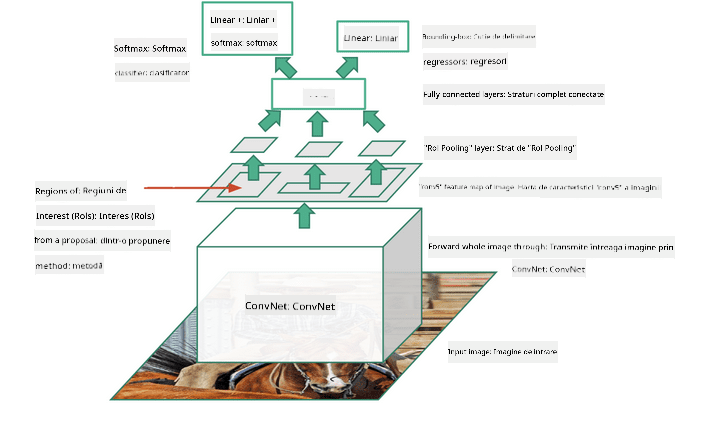 Linear +: Liniar +
softmax: softmax
Linear: Liniar
Softmax: Softmax
classifier: clasificator
Bounding-box: Cutie de delimitare
regressors: regresori
Fully connected layers: Straturi complet conectate
"RoI Pooling" layer: Strat de "RoI Pooling"
feature map of image: Harta de caracteristici "conv5" a imagin
Regions of: Regiuni de
Interest (RoIs): Interes (RoIs)
from a proposal: dintr-o propunere
method: metodă
Forward whole image through: Transmite întreaga imagine prin
ConvNet: ConvNet
ConvNet: ConvNet
Input image: Imagine de intrare